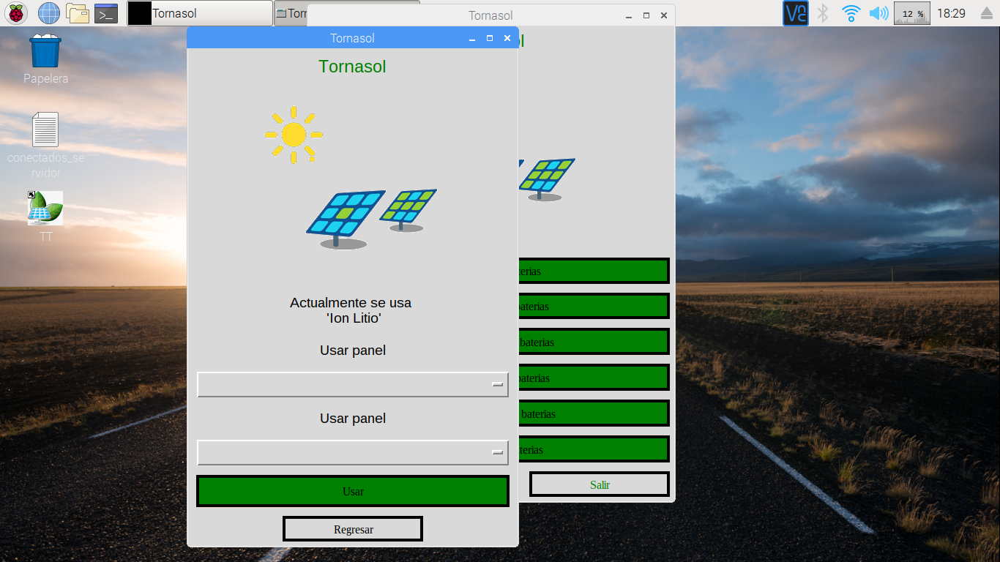 Tornasol
Torn
Tornasol
12 %
18:29
Papelera
conectados_se
rvidor
TT
Tornasol
Tornasol
Actualmente se usa
'Ion Litio'
Usar panel
Usar panel
Usar
Regresar
ol
terias
baterias
baterias
baterias
baterias
terias
Salir